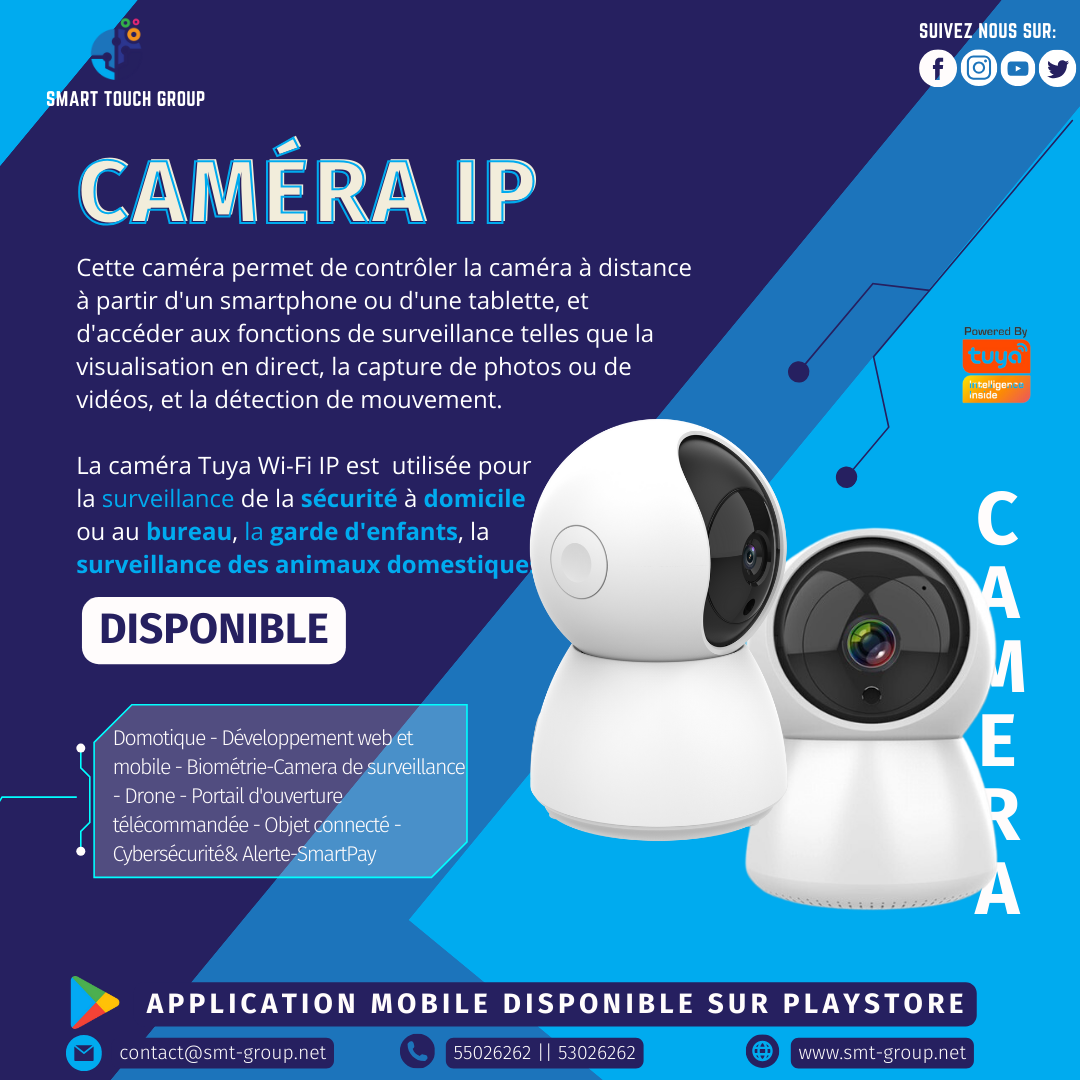 SUIVEZ NOUS SUR:
SMART TOUCH GROUP
CAMÉRA IP
Cette caméra permet de contrôler la caméra à distance
à partir d'un smartphone ou d'une tablette, et
d'accéder aux fonctions de surveillance telles que la
visualisation en direct, la capture de photos ou de
vidéos, et la détection de mouvement.
La caméra Tuya Wi-Fi IP est utilisée pour
la surveillance de la sécurité à domicile
ou au bureau, la garde d'enfants, la
surveillance des animaux domestique
Powered By
tuya
Intelligence
inside
DISPONIBLE
CAMERA
Domotique - Développement web et
mobile - Biométrie-Camera de surveillance
- Drone - Portail d'ouverture
télécommandée - Objet connecté -
Cybersécurité& Alerte-SmartPay
APPLICATION MOBILE DISPONIBLE SUR PLAYSTORE
contact@smt-group.net
55026262 || 53026262
www.smt-group.net